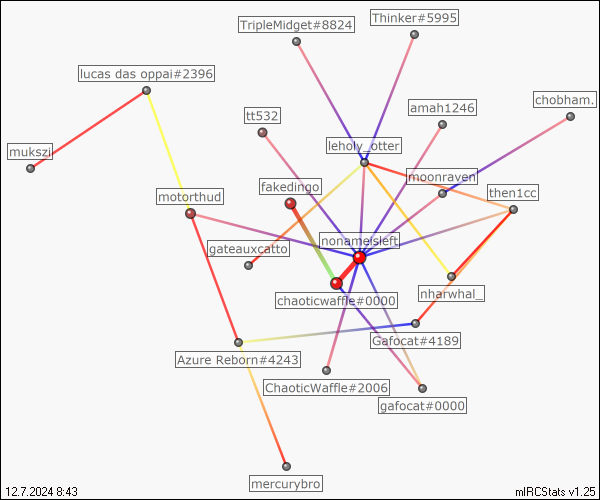 Thinker#5995
TripleMidget#8824
lucas das oppai#2396
chobham.
amah1246
tt532
leholy_otter
mukszi
moonraven
fakedingo
then1cc
motorthud
nonameisleft
gateauxcatto
nharwhal_
chaoticwaffle#0000
Gafocat#4189
Azure Reborn#4243
ChaoticWaffle#2006
gafocat#0000
mercurybro
12.7.2024 8:43
mIRCStats v1.25